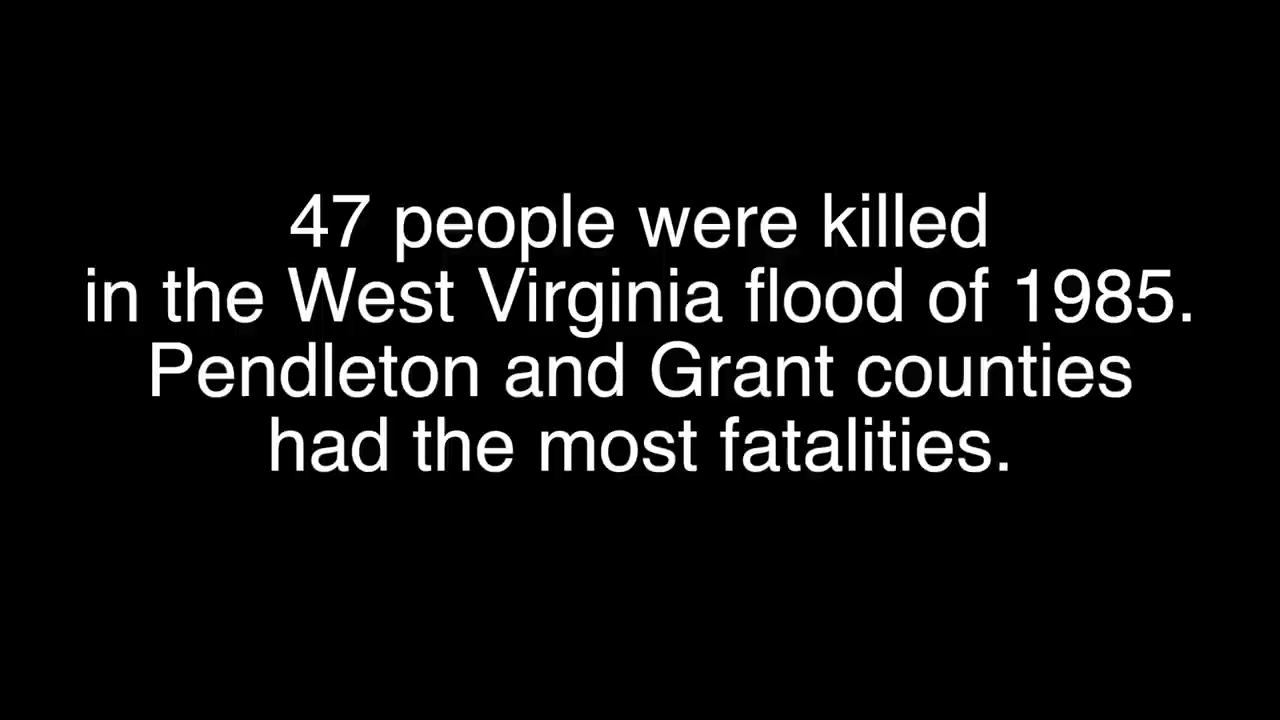 47 people were killed
in the West Virginia flood of 1985.
Pendleton and Grant counties
had the most fatalities.